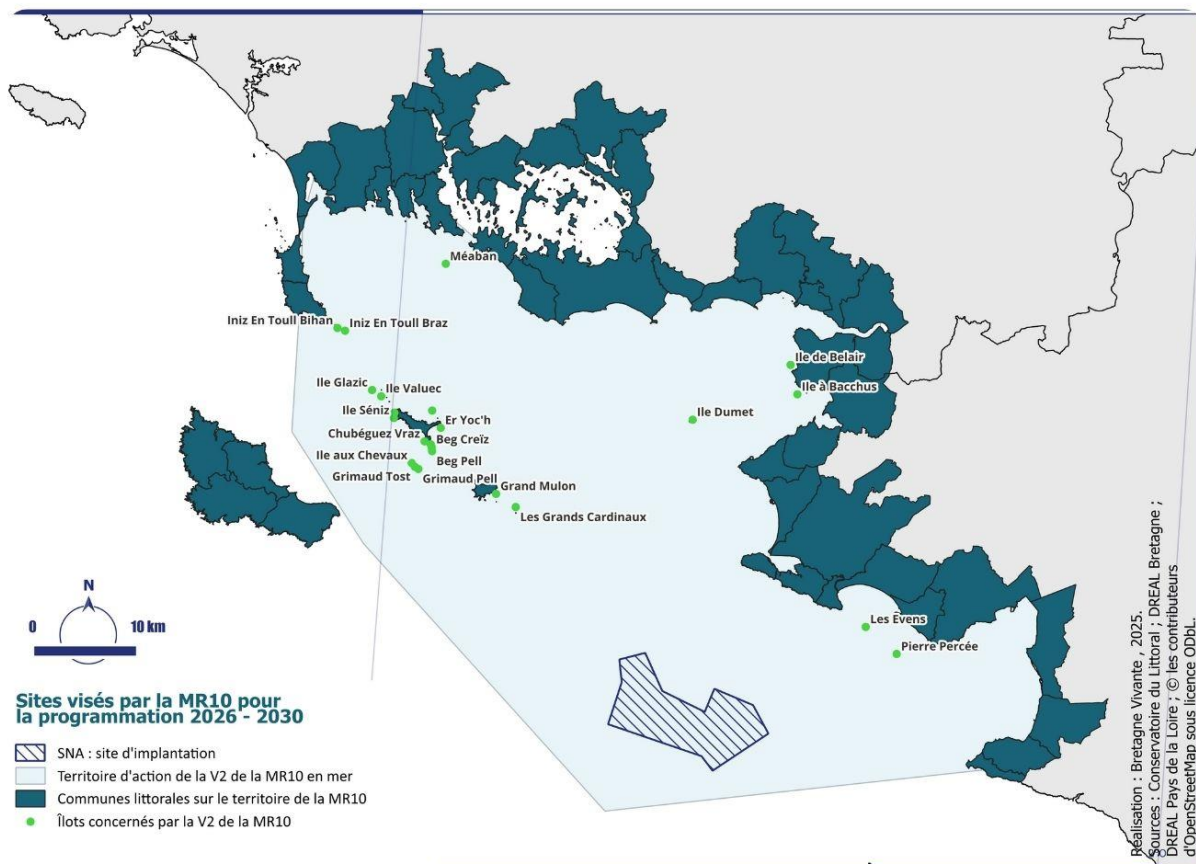 Méaban
Iniz En Toull Bihan
Iniz En Toull Braz
Ile de Belair
Ile à Bacchus
Ile Glazic
Ile Valuec
Ile Séniz
Er Yoc'h
Ile Dumet
Chubéguez Vraz
Beg Creïz
Ile aux Chevaux
Beg Pell
Grimaud Tost
Grimaud Pell
Grand Mulon
Les Grands Cardinaux
Les Évens
Pierre Percée
N
0
10 km
Sites visés par la MR10 pour
la programmation 2026 - 2030
SNA : site d'implantation
Territoire d'action de la V2 de la MR10 en mer
Communes littorales sur le territoire de la MR10
Îlots concernés par la V2 de la MR10
Réalisation : Bretagne Vivante, 2025.
Sources : Conservatoire du Littoral ; DREAL Bretagne ;
DREAL Pays de la Loire ; © les contributeurs
d'OpenStreetMap sous licence ODbL.